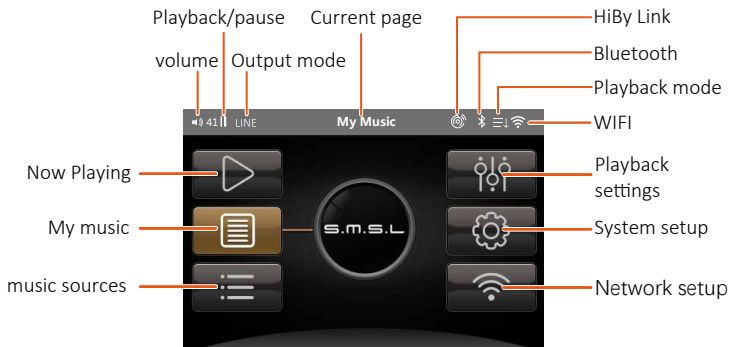 Playback/pause
Current page
HiBy Link
volume
Output mode
Bluetooth
Playback mode
41
LINE
My Music
WIFI
Now Playing
Playback
settings
My music
S.m.S.L
System setup
music sources
Network setup